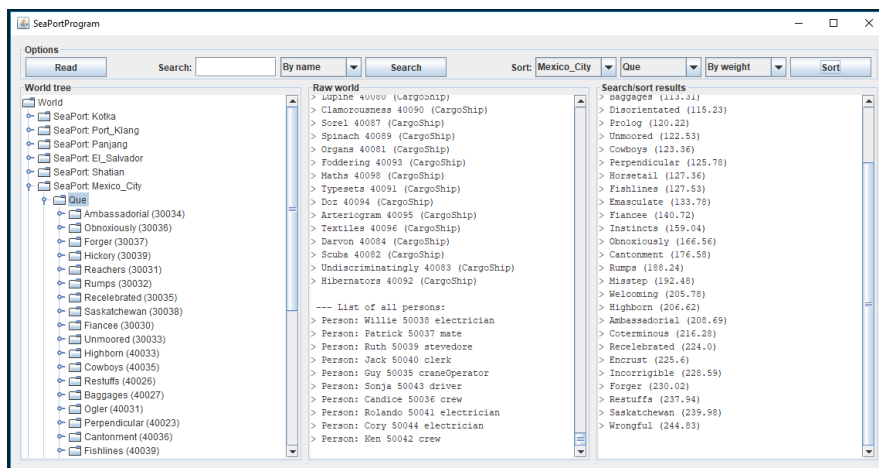 SeaPortProgram
Options
Read Search: By name Search Sort: Mexico_City Que By weight Sort
World tree
World
SeaPort: Kotka
SeaPort: Port_Klang
SeaPort: Panjang
SeaPort: El_Salvador
SeaPort: Shatian
SeaPort: Mexico_City
Que
Ambassadorial (30034)
Obnoxiously (30036)
Forger (30037)
Hickory (30039)
Reachers (30031)
Rumps (30032)
Recelebrated (30035)
Saskatchewan (30038)
Fiancee (30030)
Unmoored (30033)
Highborn (40033)
Cowboys (40035)
Restuffs (40026)
Baggages (40027)
Ogler (40031)
Perpendicular (40023)
Cantonment (40036)
Fishlines (40039)
Raw world
> Lupine 40080 (CargoShip)
> Clamorousness 40090 (CargoShip)
> Sorel 40087 (CargoShip)
> Spinach 40089 (CargoShip)
> Organs 40081 (CargoShip)
> Foddering 40093 (CargoShip)
> Maths 40098 (CargoShip)
> Typesets 40091 (CargoShip)
> Doz 40094 (CargoShip)
> Arteriogram 40095 (CargoShip)
> Textiles 40096 (CargoShip)
> Darvon 40084 (CargoShip)
> Scuba 40082 (CargoShip)
> Undiscriminatingly 40083 (CargoShip)
> Hibernators 40092 (CargoShip)
--- List of all persons:
> Person: Willie 50038 electrician
> Person: Patrick 50037 mate
> Person: Ruth 50039 stevedore
> Person: Jack 50040 clerk
> Person: Guy 50035 craneOperator
> Person: Sonja 50043 driver
> Person: Candice 50036 crew
> Person: Rolando 50041 electrician
> Person: Cory 50044 electrician
> Person: Ken 50042 crew
Search/sort results
> Baggages (113.31)
> Disorientated (115.23)
> Prolog (120.22)
> Unmoored (122.53)
> Cowboys (123.36)
> Perpendicular (125.78)
> Horsetail (127.36)
> Fishlines (127.53)
> Emasculate (133.78)
> Fiancee (140.72)
> Instincts (159.04)
> Obnoxiously (166.56)
> Cantonment (176.58)
> Rumps (188.24)
> Misstep (192.48)
> Welcoming (205.78)
> Highborn (206.62)
> Ambassadorial (208.69)
> Coterminous (216.28)
> Recelebrated (224.0)
> Encrust (225.6)
> Incorrigible (228.59)
> Forger (230.02)
> Restuffs (237.94)
> Saskatchewan (239.98)
> Wrongful (244.83)